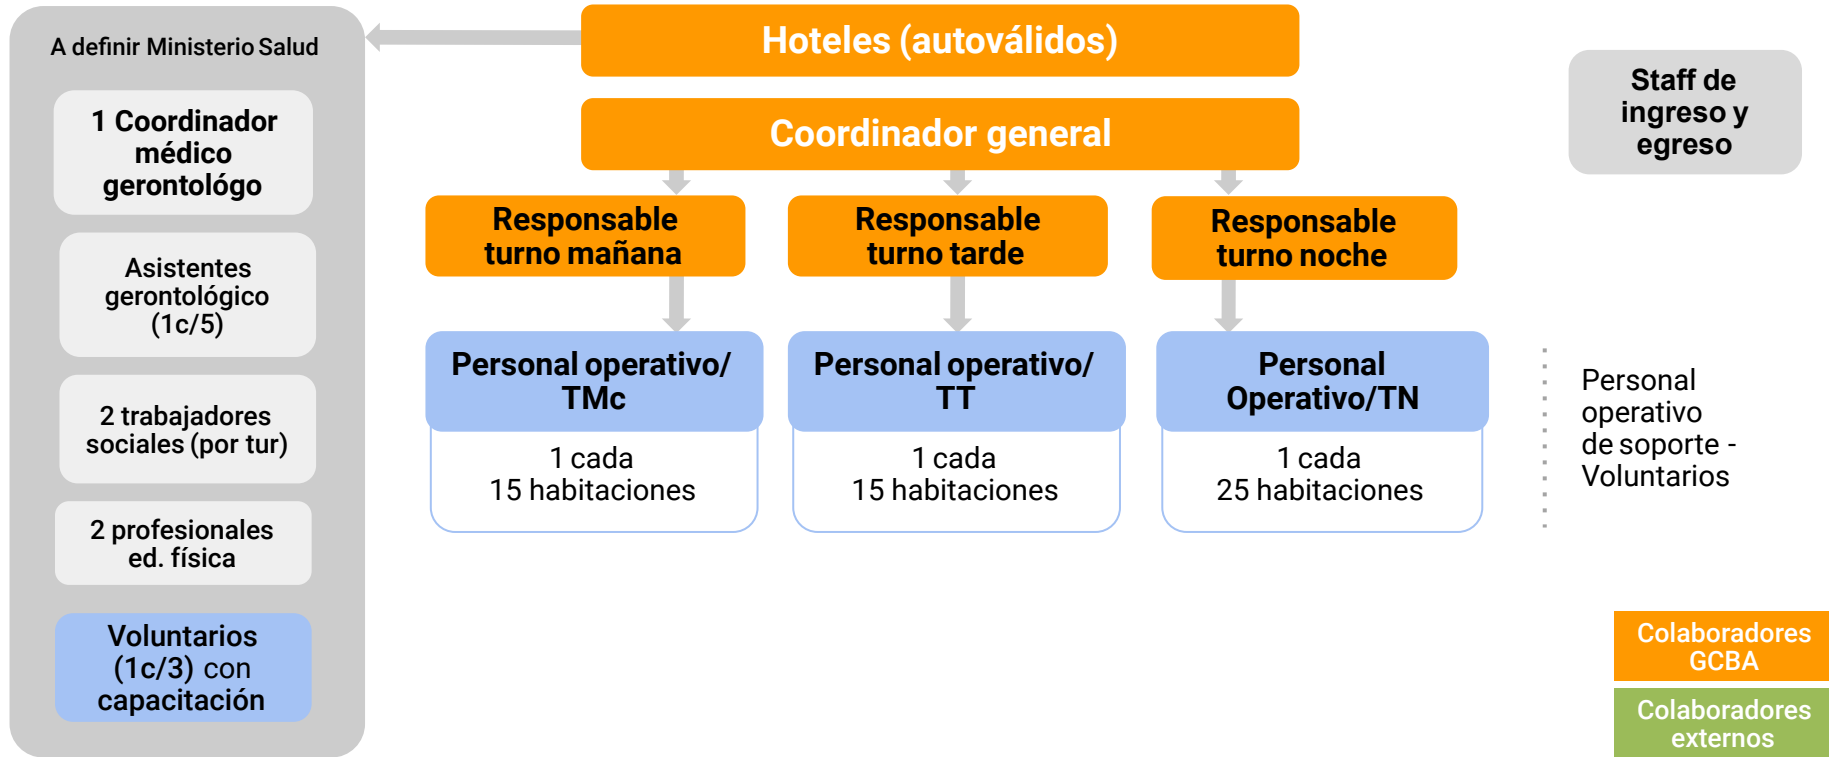 A definir Ministerio Salud
1 Coordinador
médico
gerontológo
Asistentes
gerontológico
(1c/5)
2 trabajadores
sociales (por tur)
2 profesionales
ed. física
Voluntarios
(1c/3) con
capacitación
Hoteles (autoválidos)
Coordinador general
Responsable
turno mañana
Responsable
turno tarde
Responsable
turno noche
Personal operativo/
TMc
1 cada
15 habitaciones
Personal operativo/
TT
1 cada
15 habitaciones
Personal
Operativo/TN
1 cada
25 habitaciones
Staff de
ingreso y
egreso
Personal
operativo
de soporte -
Voluntarios
Colaboradores
GCBA
Colaboradores
externos